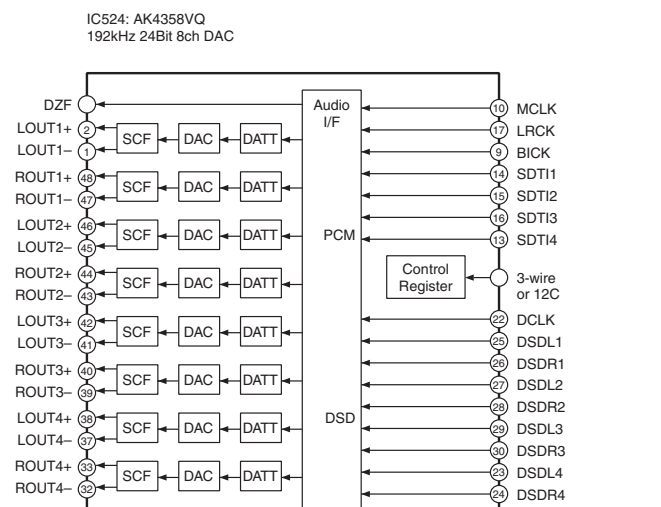 IC524: AK4358VQ
192kHz 24Bit 8ch DAC
DZF
Audio
I/F
10 MCLK
LOUT1+ 2
17 LRCK
LOUT1– 1
SCF DAC DATT
9 BICK
ROUT1+ 48
14 SDTI1
ROUT1– 47
SCF DAC DATT
15 SDTI2
LOUT2+ 46
16 SDTI3
LOUT2– 45
SCF DAC DATT
PCM
13 SDTI4
ROUT2+ 44
ROUT2– 43
SCF DAC DATT
Control
Register
3-wire
or 12C
LOUT3+ 42
22 DCLK
LOUT3– 41
SCF DAC DATT
25 DSDL1
ROUT3+ 40
26 DSDR1
ROUT3– 39
SCF DAC DATT
27 DSDL2
28 DSDR2
LOUT4+ 38
LOUT4– 37
SCF DAC DATT
DSD
29 DSDL3
30 DSDR3
ROUT4+ 33
23 DSDL4
ROUT4– 32
SCF DAC DATT
24 DSDR4